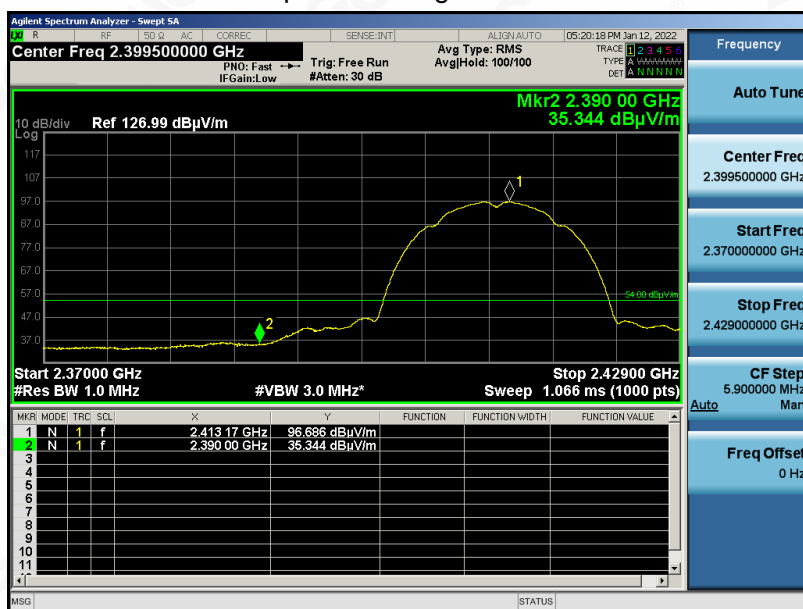 Agilent Spectrum Analyzer - Swept SA
LXI R RF 50 Ω AC CORREC SENSE:INT ALIGN AUTO 05:20:18 PM Jan 12, 2022
Center Freq 2.399500000 GHz
PNO: Fast Trig: Free Run Avg Type: RMS TRACE 1 2 3 4 5 6
IFGain:Low #Atten: 30 dB Avg|Hold: 100/100 TYPE A WWWWW
DET A N N N N N
Mkr2 2.390 00 GHz
35.344 dBµV/m
10 dB/div Ref 126.99 dBµV/m
Log
117
107
97.0
87.0
77.0
67.0
57.0
47.0
37.0
1
2
54.00 dBµV/m
Start 2.37000 GHz Stop 2.42900 GHz
#Res BW 1.0 MHz #VBW 3.0 MHz* Sweep 1.066 ms (1000 pts)
MKR MODE TRC SCL X Y FUNCTION FUNCTION WIDTH FUNCTION VALUE
1 N 1 f 2.413 17 GHz 96.686 dBµV/m
2 N 1 f 2.390 00 GHz 35.344 dBµV/m
3
4
5
6
7
8
9
10
11
MSG STATUS
Frequency
Auto Tune
Center Freq
2.399500000 GHz
Start Freq
2.370000000 GHz
Stop Freq
2.429000000 GHz
CF Step
5.900000 MHz
Auto Man
Freq Offset
0 Hz